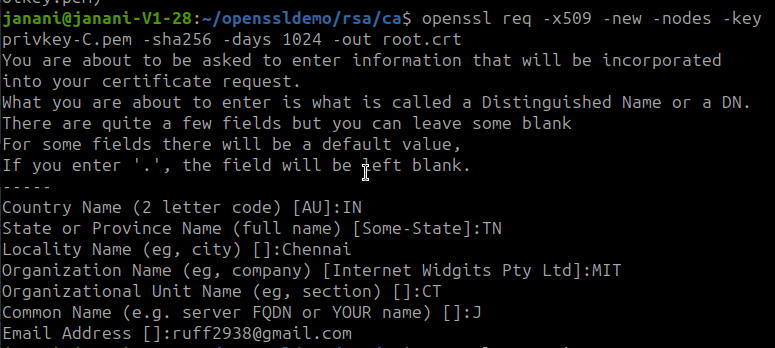 otkey.pem)
janani@janani-V1-28:~/openssldemo/rsa/ca$ openssl req -x509 -new -nodes -key
privkey-C.pem -sha256 -days 1024 -out root.crt
You are about to be asked to enter information that will be incorporated
into your certificate request.
What you are about to enter is what is called a Distinguished Name or a DN.
There are quite a few fields but you can leave some blank
For some fields there will be a default value,
If you enter '.', the field will be left blank.
-----
Country Name (2 letter code) [AU]:IN
State or Province Name (full name) [Some-State]:TN
Locality Name (eg, city) []:Chennai
Organization Name (eg, company) [Internet Widgits Pty Ltd]:MIT
Organizational Unit Name (eg, section) []:CT
Common Name (e.g. server FQDN or YOUR name) []:J
Email Address []:ruff2938@gmail.com